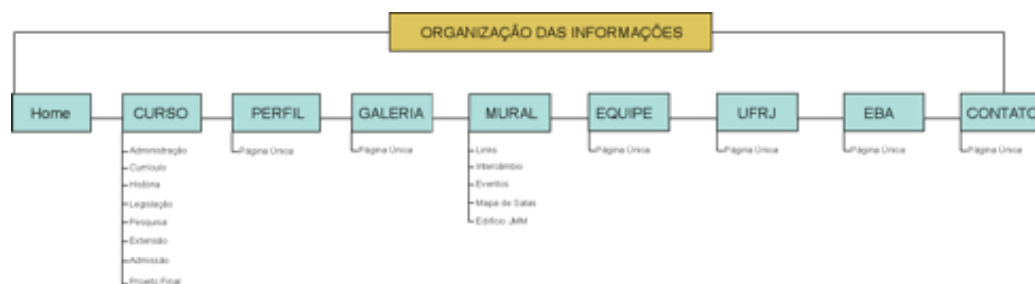 ORGANIZAÇÃO DAS INFORMAÇÕES
Home
CURSO
PERFIL
GALERIA
MURAL
EQUIPE
UFRJ
EBA
CONTATO
Administração
Currículo
História
Legislação
Pesquisa
Extensão
Admissão
Projeto Final
Página Única
Página Única
Links
Intercâmbio
Eventos
Mapa de Salas
Edifício JMM
Página Única
Página Única
Página Única
Página Única